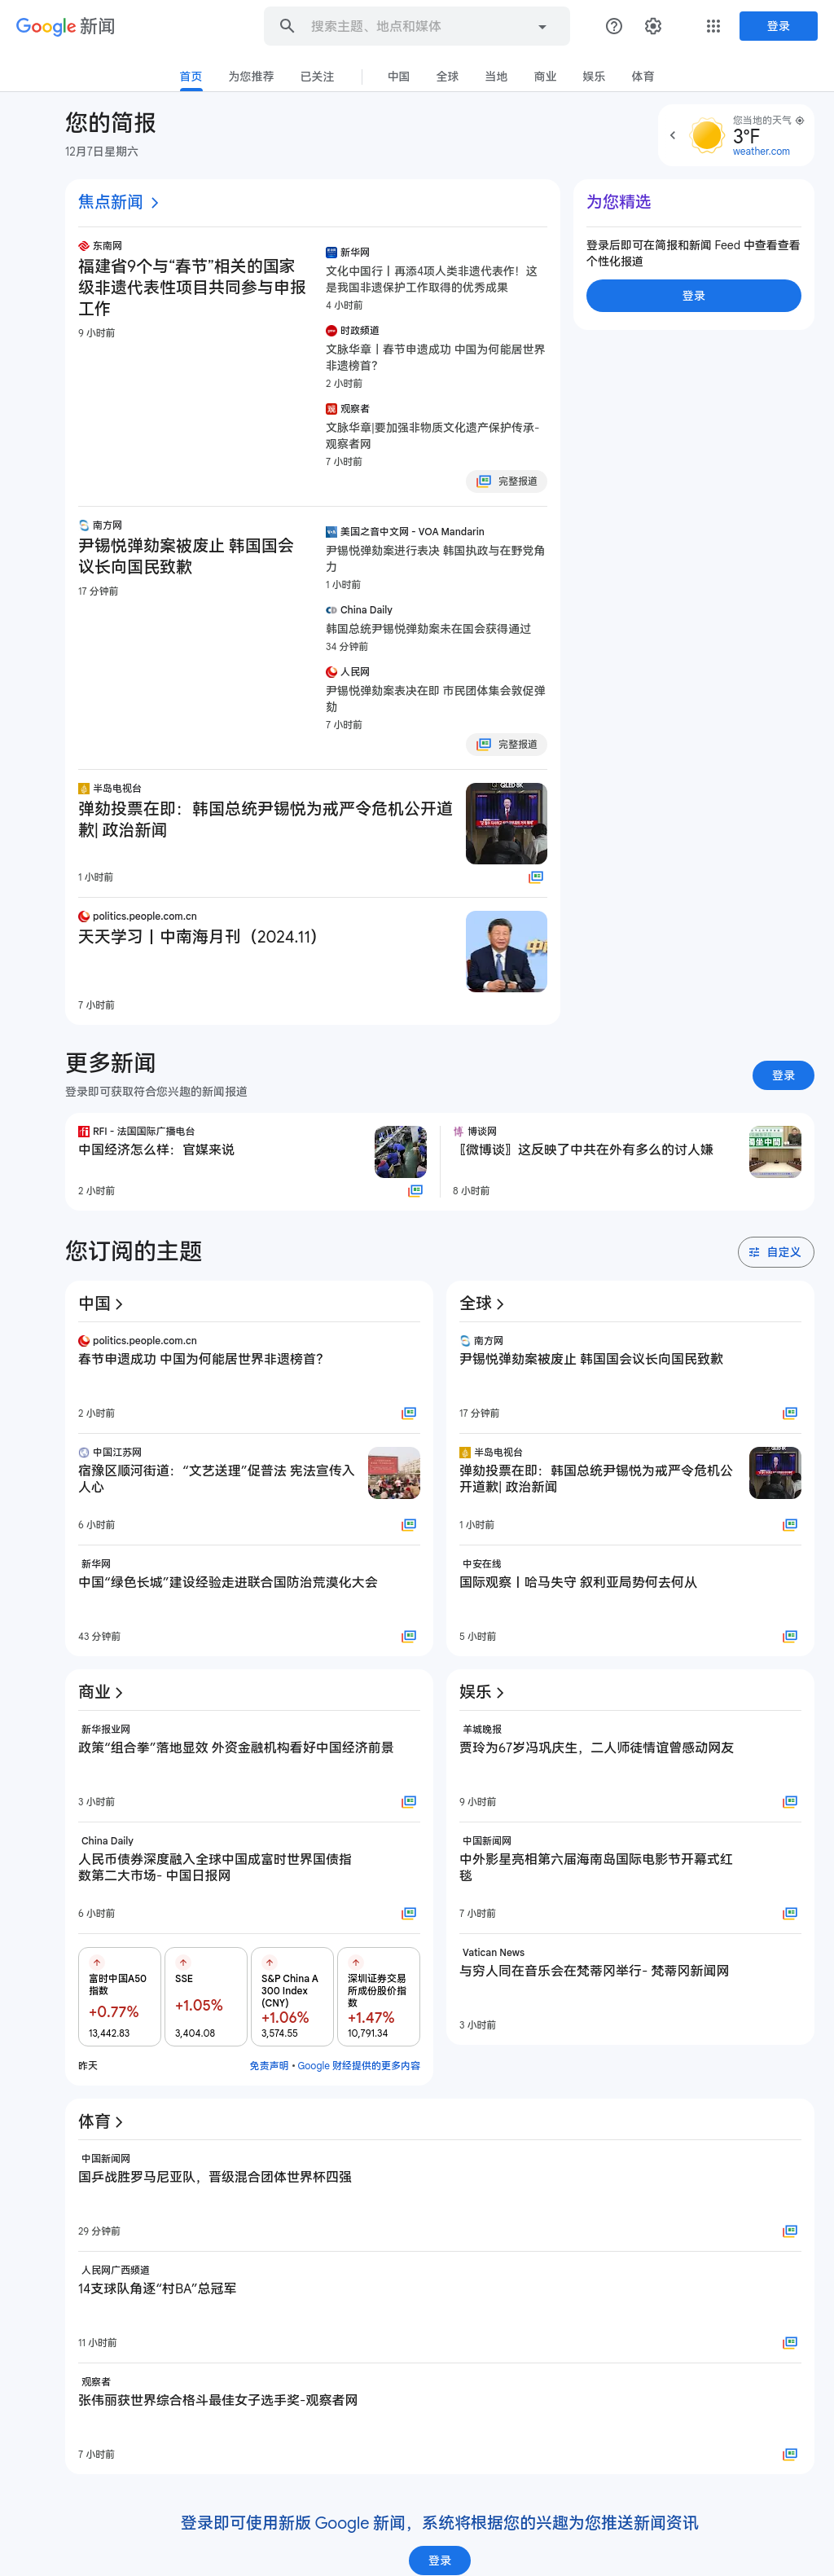 Google 新闻
搜索主题、地点和媒体
登录
首页
为您推荐
已关注
中国
全球
当地
商业
娱乐
体育
您的简报
12月7日星期六
您当地的天气
3°F
weather.com
焦点新闻
东南网
福建省9个与“春节”相关的国家
级非遗代表性项目共同参与申报
工作
9 小时前
新华网
文化中国行丨再添4项人类非遗代表作！这
是我国非遗保护工作取得的优秀成果
4 小时前
时政频道
文脉华章丨春节申遗成功 中国为何能居世界
非遗榜首？
2 小时前
观察者
文脉华章|要加强非物质文化遗产保护传承-
观察者网
7 小时前
完整报道
南方网
尹锡悦弹劾案被废止 韩国国会
议长向国民致歉
17 分钟前
美国之音中文网 - VOA Mandarin
尹锡悦弹劾案进行表决 韩国执政与在野党角
力
1 小时前
China Daily
韩国总统尹锡悦弹劾案未在国会获得通过
34 分钟前
人民网
尹锡悦弹劾案表决在即 市民团体集会敦促弹
劾
7 小时前
完整报道
半岛电视台
弹劾投票在即：韩国总统尹锡悦为戒严令危机公开道
歉| 政治新闻
1 小时前
politics.people.com.cn
天天学习丨中南海月刊（2024.11）
7 小时前
为您精选
登录后即可在简报和新闻 Feed 中查看查看
个性化报道
登录
更多新闻
登录即可获取符合您兴趣的新闻报道
登录
RFI - 法国国际广播电台
中国经济怎么样：官媒来说
2 小时前
博 博谈网
〖微博谈〗这反映了中共在外有多么的讨人嫌
8 小时前
您订阅的主题
自定义
中国
politics.people.com.cn
春节申遗成功 中国为何能居世界非遗榜首？
2 小时前
中国江苏网
宿豫区顺河街道：“文艺送理”促普法 宪法宣传入
人心
6 小时前
新华网
中国“绿色长城”建设经验走进联合国防治荒漠化大会
43 分钟前
全球
南方网
尹锡悦弹劾案被废止 韩国国会议长向国民致歉
17 分钟前
半岛电视台
弹劾投票在即：韩国总统尹锡悦为戒严令危机公
开道歉| 政治新闻
1 小时前
中安在线
国际观察丨哈马失守 叙利亚局势何去何从
5 小时前
商业
新华报业网
政策“组合拳”落地显效 外资金融机构看好中国经济前景
3 小时前
China Daily
人民币债券深度融入全球中国成富时世界国债指
数第二大市场- 中国日报网
6 小时前
富时中国A50
指数
+0.77%
13,442.83
SSE
+1.05%
3,404.08
S&P China A
300 Index
(CNY)
+1.06%
3,574.55
深圳证券交易
所成份股价指
数
+1.47%
10,791.34
昨天
免责声明 • Google 财经提供的更多内容
娱乐
羊城晚报
贾玲为67岁冯巩庆生，二人师徒情谊曾感动网友
9 小时前
中国新闻网
中外影星亮相第六届海南岛国际电影节开幕式红
毯
7 小时前
Vatican News
与穷人同在音乐会在梵蒂冈举行- 梵蒂冈新闻网
3 小时前
体育
中国新闻网
国乒战胜罗马尼亚队，晋级混合团体世界杯四强
29 分钟前
人民网广西频道
14支球队角逐“村BA”总冠军
11 小时前
观察者
张伟丽获世界综合格斗最佳女子选手奖-观察者网
7 小时前
登录即可使用新版 Google 新闻，系统将根据您的兴趣为您推送新闻资讯
登录